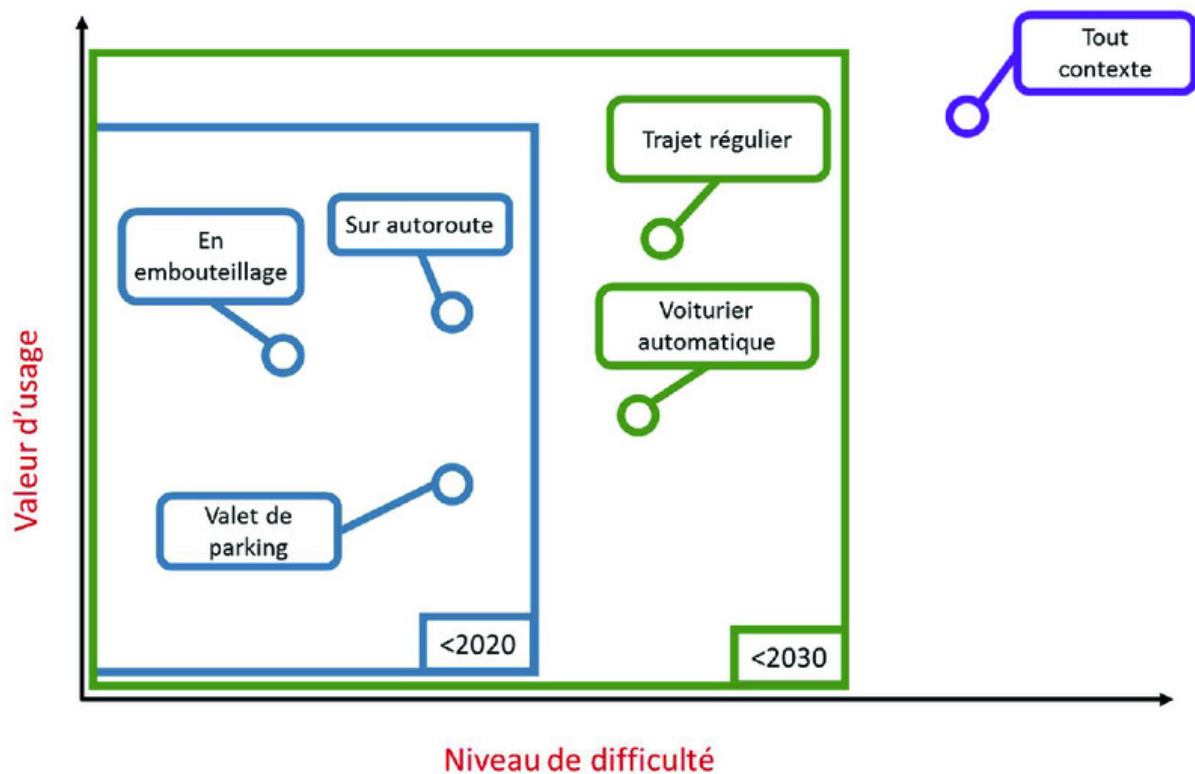 Tout
contexte
Trajet régulier
Sur autoroute
En
embouteillage
Voiturier
automatique
Valeur d'usage
Valet de
parking
<2020
<2030
Niveau de difficulté